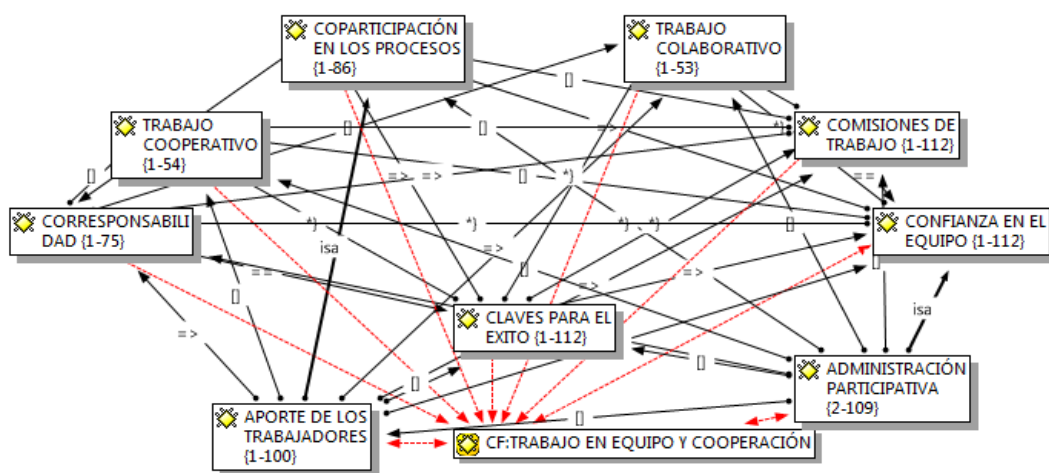 COPARTICIPACIÓN
EN LOS PROCESOS
{1-86}
TRABAJO
COLABORATIVO
{1-53}
[]
TRABAJO
COOPERATIVO
{1-54}
[]
[]
=>
*}
COMISIONES DE
TRABAJO {1-112}
[]
=>
=>
[]
*}
==
CORRESPONSABILI
DAD {1-75}
*}
*}
*}
*}
[]
CONFIANZA EN EL
EQUIPO {1-112}
isa
=>
==
[]
[]
=>
[]
[]
isa
=>
CLAVES PARA EL
EXITO {1-112}
[]
[]
ADMINISTRACIÓN
PARTICIPATIVA
{2-109}
APORTE DE LOS
TRABAJADORES
{1-100}
[]
CF:TRABAJO EN EQUIPO Y COOPERACIÓN